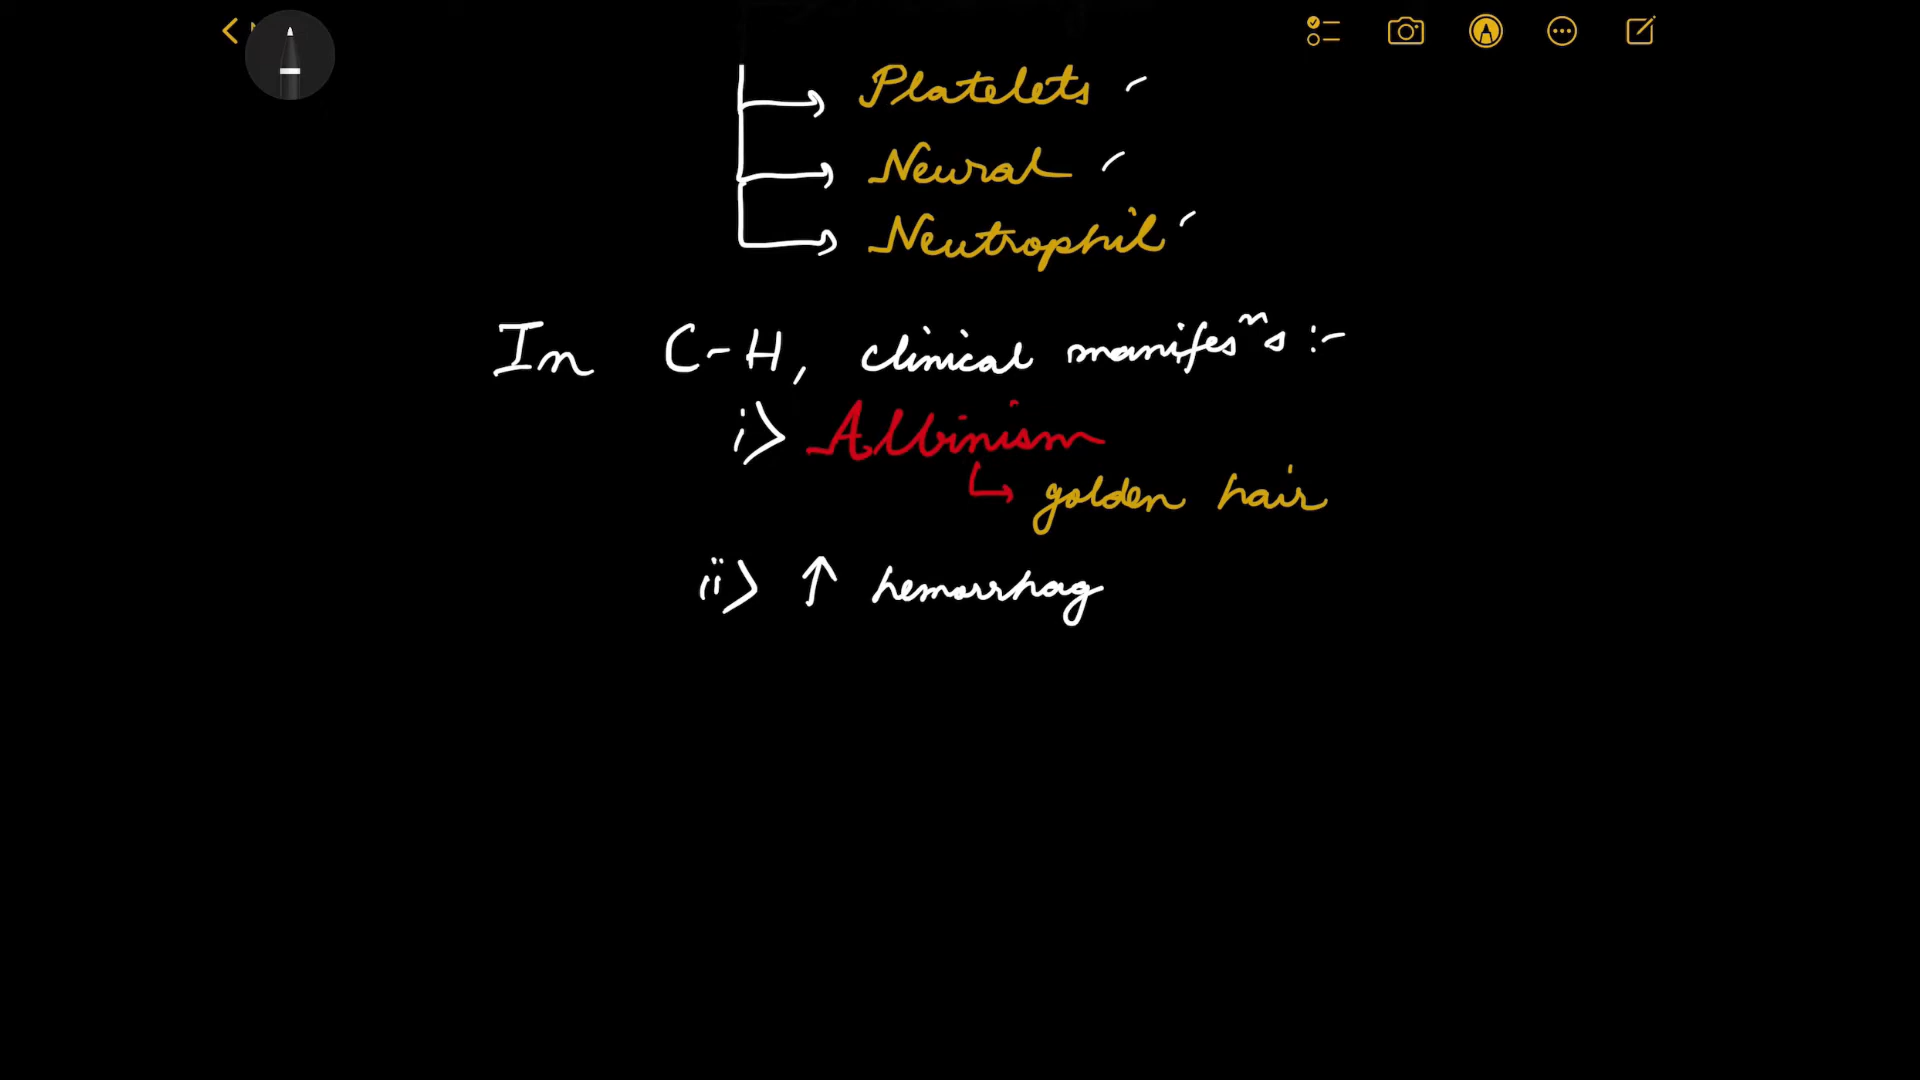 Platelets
Neural
Neutrophil
In C-H, clinical manifesⁿs :-
i> Albinism
golden hair
ii> ↑ hemorrhag